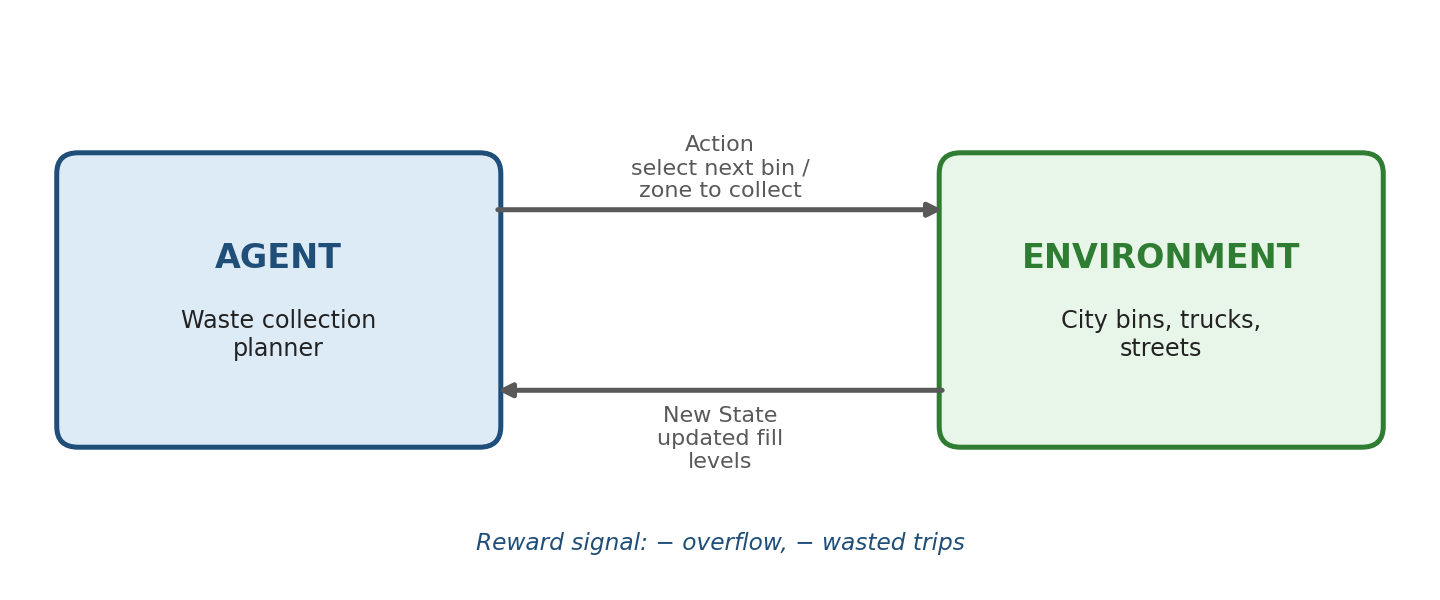 Action
select next bin /
zone to collect
AGENT
Waste collection
planner
ENVIRONMENT
City bins, trucks,
streets
New State
updated fill
levels
Reward signal: − overflow, − wasted trips